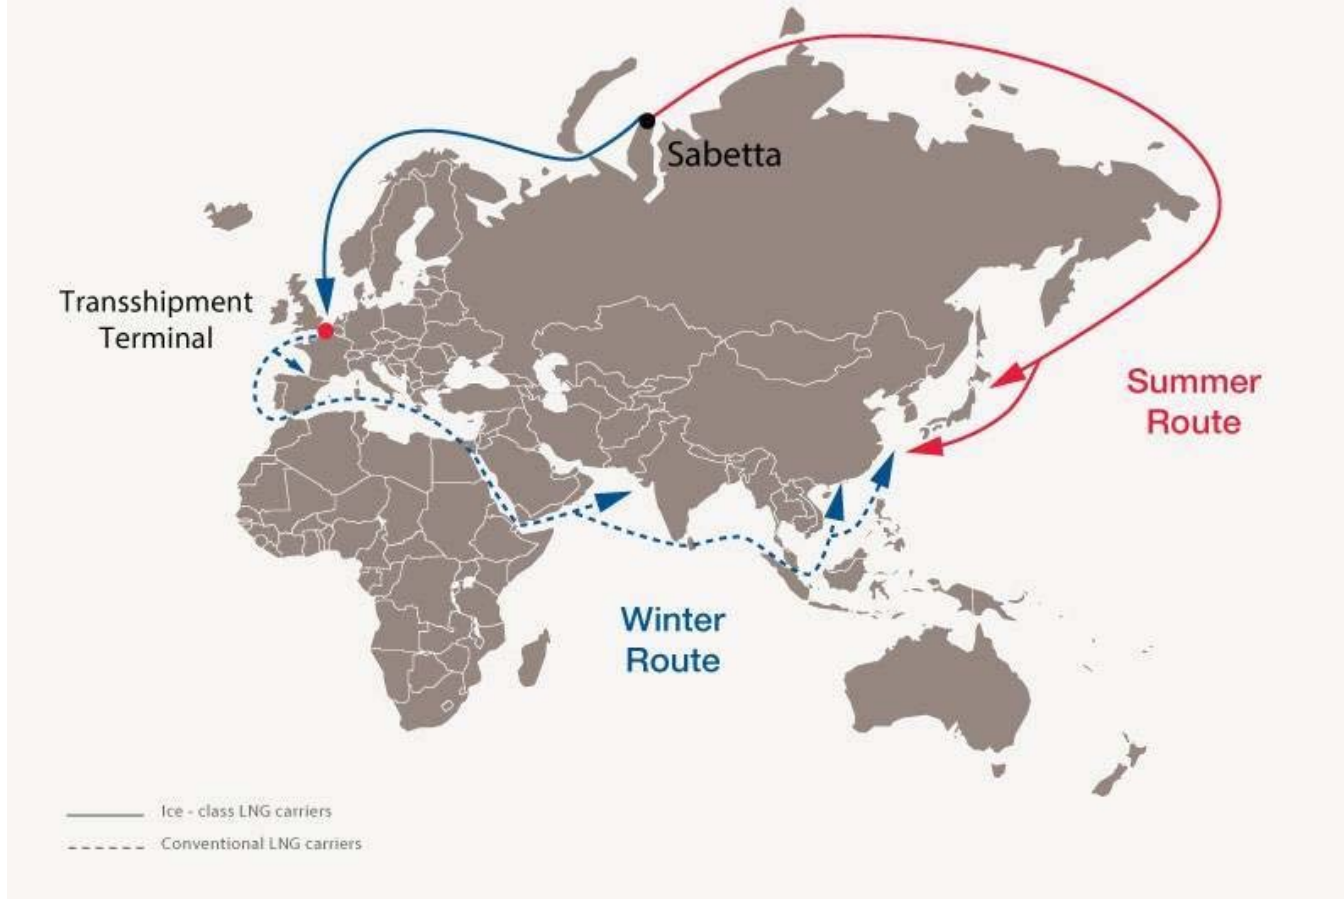 Sabetta
Transshipment
Terminal
Summer
Route
Winter
Route
Ice - class LNG carriers
Conventional LNG carriers